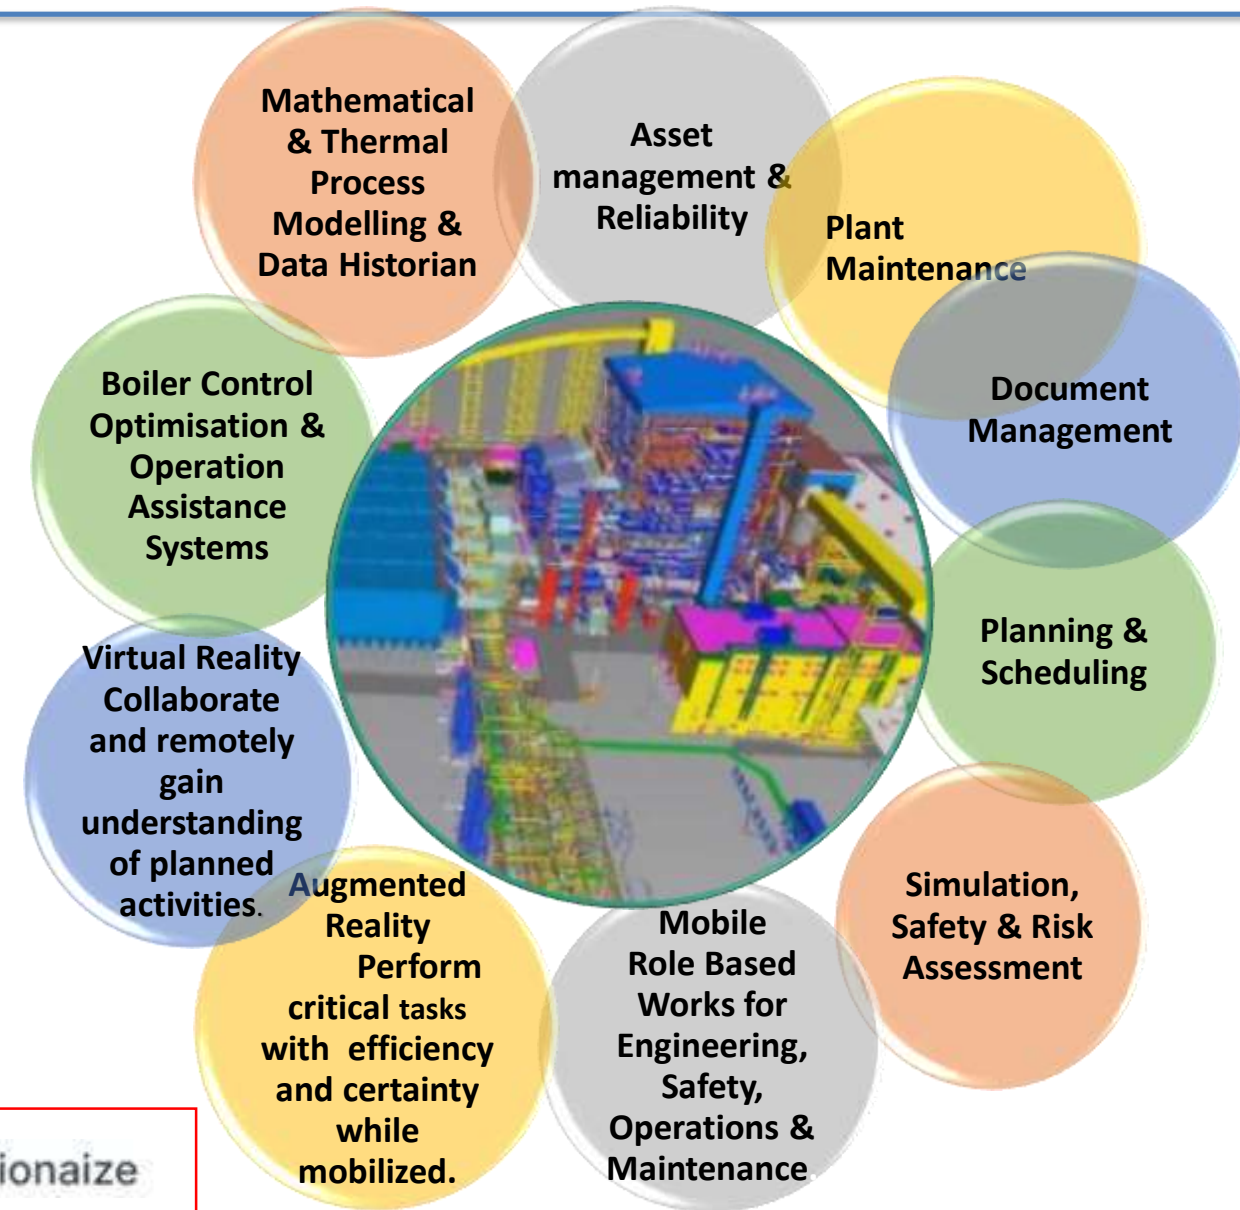 Mathematical
& Thermal
Process
Modelling &
Data Historian
Asset
management &
Reliability
Plant
Maintenance
Document
Management
Planning &
Scheduling
Simulation,
Safety & Risk
Assessment
Mobile
Role Based
Works for
Engineering,
Safety,
Operations &
Maintenance.
Augmented
Reality
Perform
critical tasks
with efficiency
and certainty
while
mobilized.
Virtual Reality
Collaborate
and remotely
gain
understanding
of planned
activities.
Boiler Control
Optimisation &
Operation
Assistance
Systems
ionaize